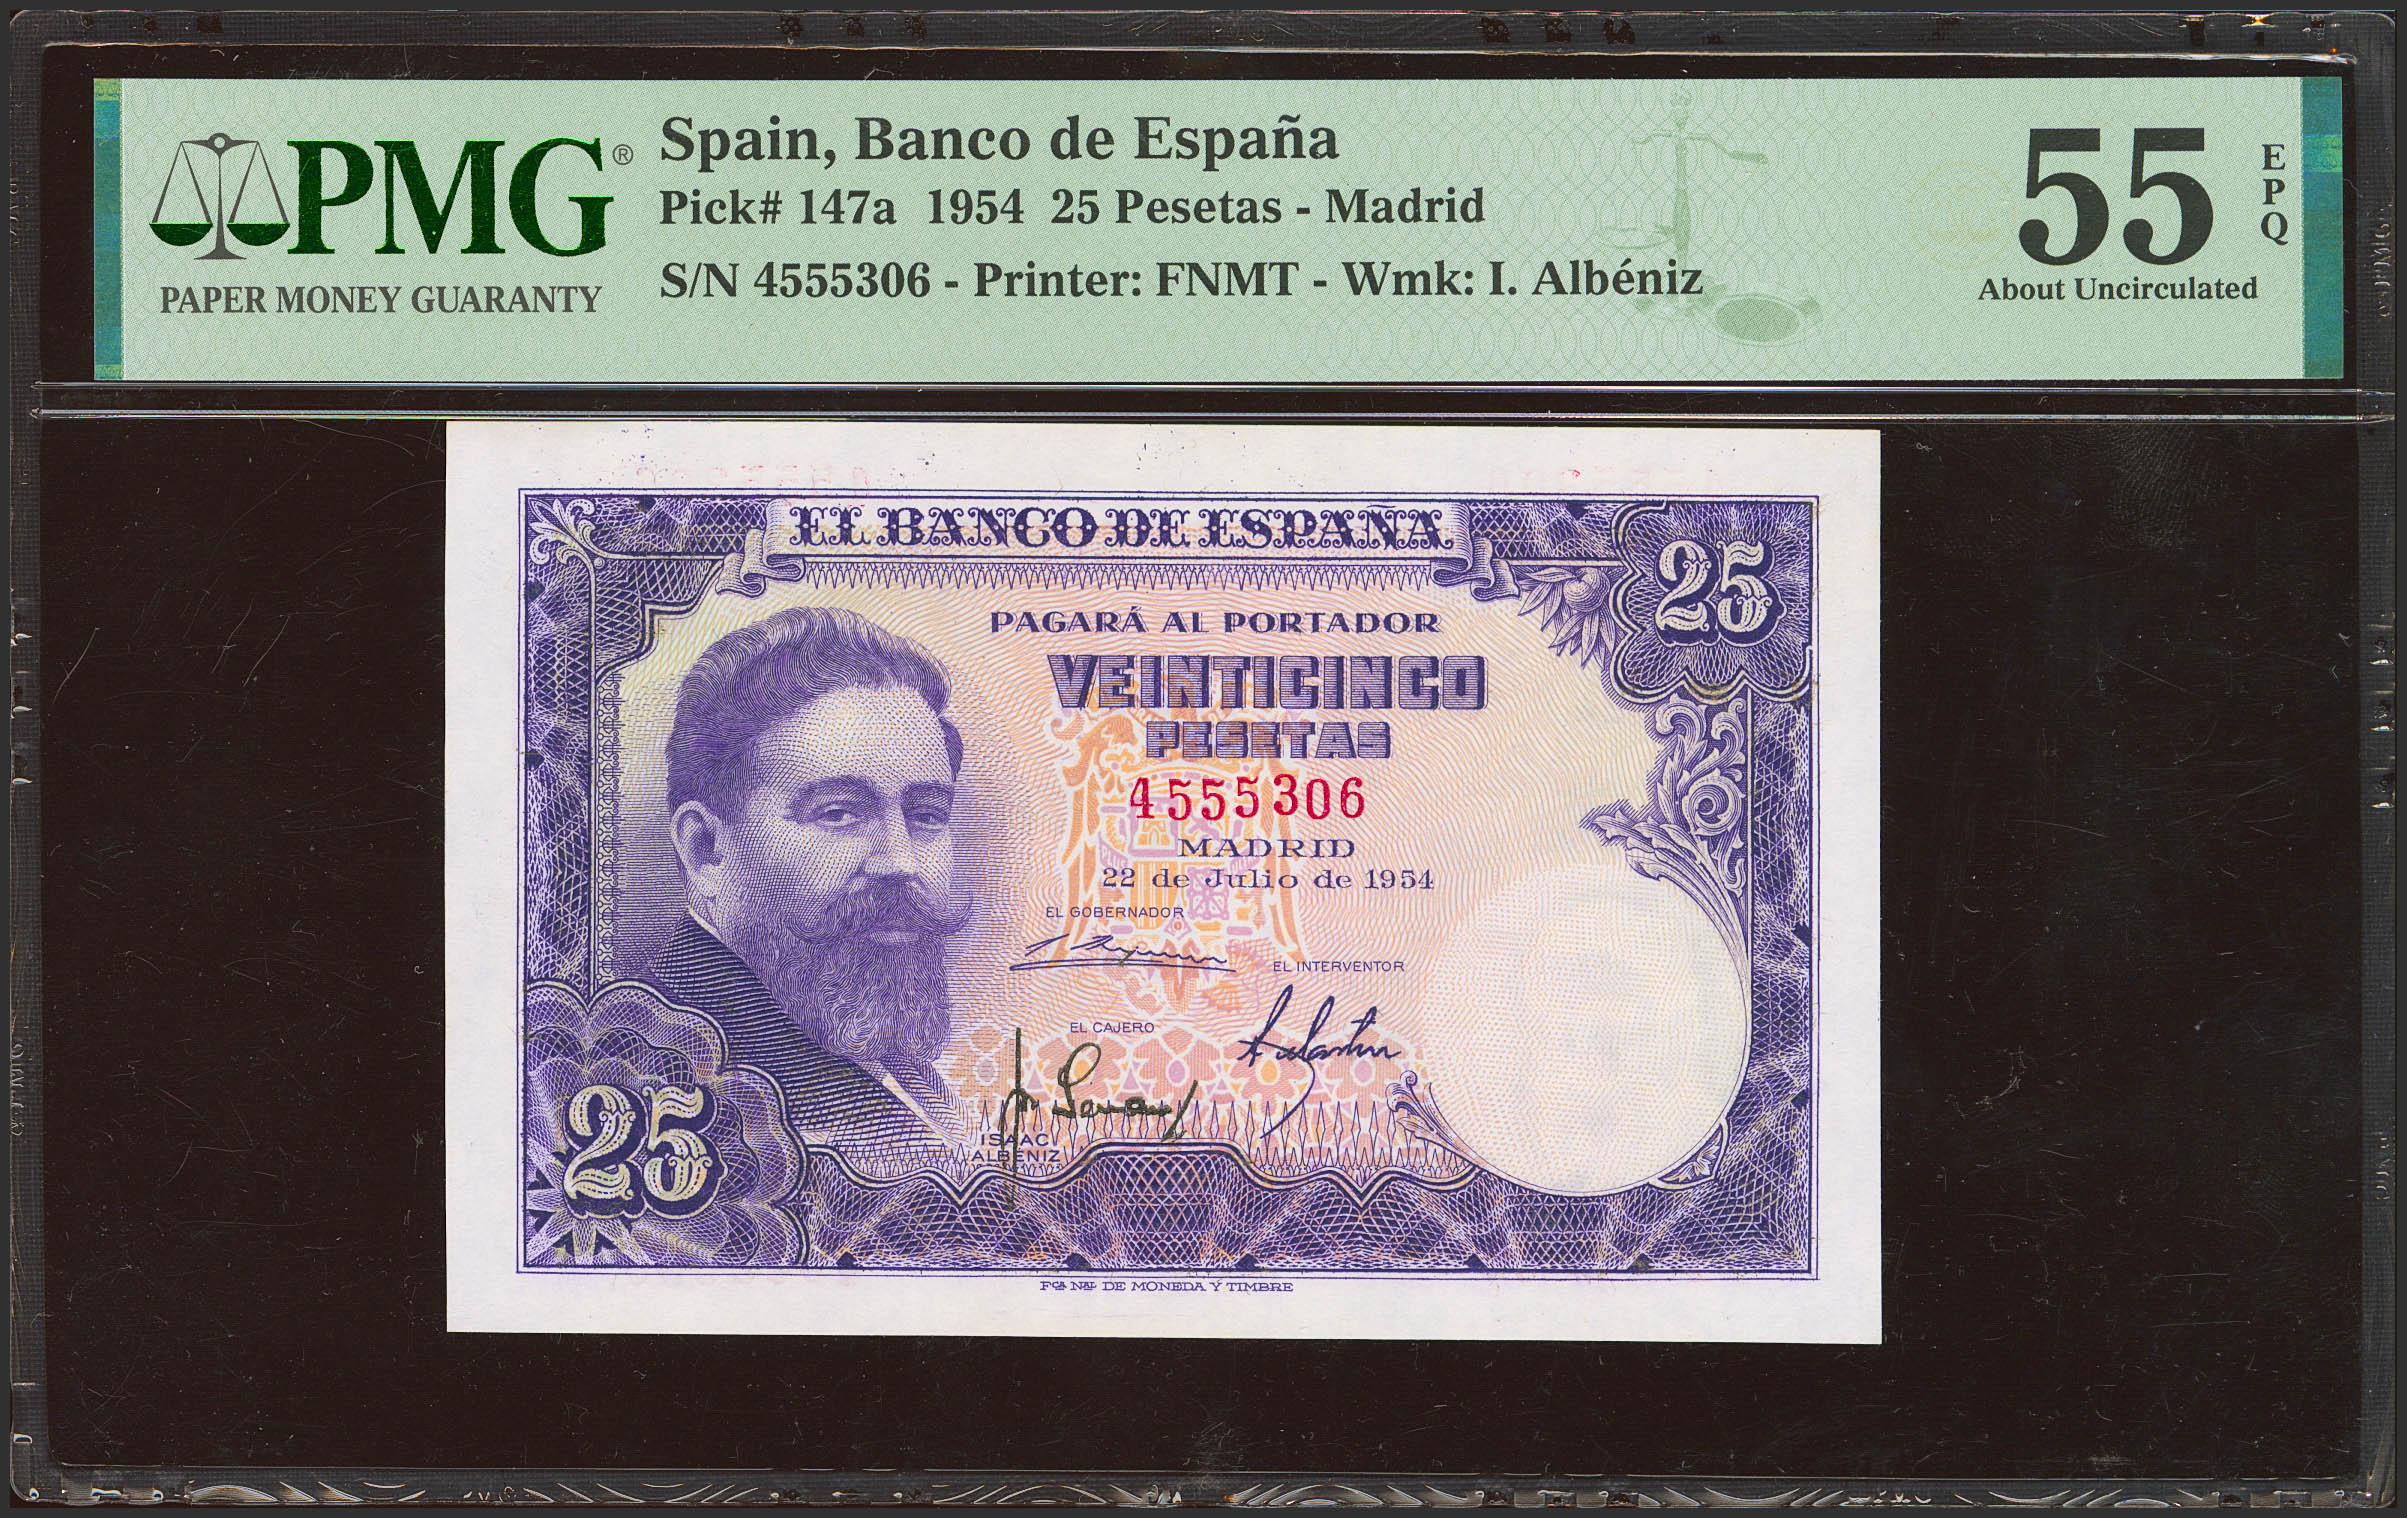 PMG®
PAPER MONEY GUARANTY
Spain, Banco de España
Pick# 147a 1954 25 Pesetas - Madrid
S/N 4555306 - Printer: FNMT - Wmk: I. Albéniz
55
EPQ
About Uncirculated
EL BANCO DE ESPAÑA
25
PAGARÁ AL PORTADOR
VEINTICINCO
PESETAS
4555306
MADRID
22 de Julio de 1954
EL GOBERNADOR
EL INTERVENTOR
EL CAJERO
ISAAC
ALBENIZ
25
Fca Nal DE MONEDA Y TIMBRE